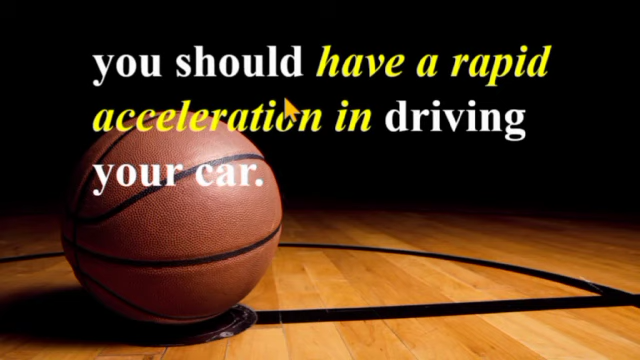 you should have a rapid
acceleration in driving
your car.